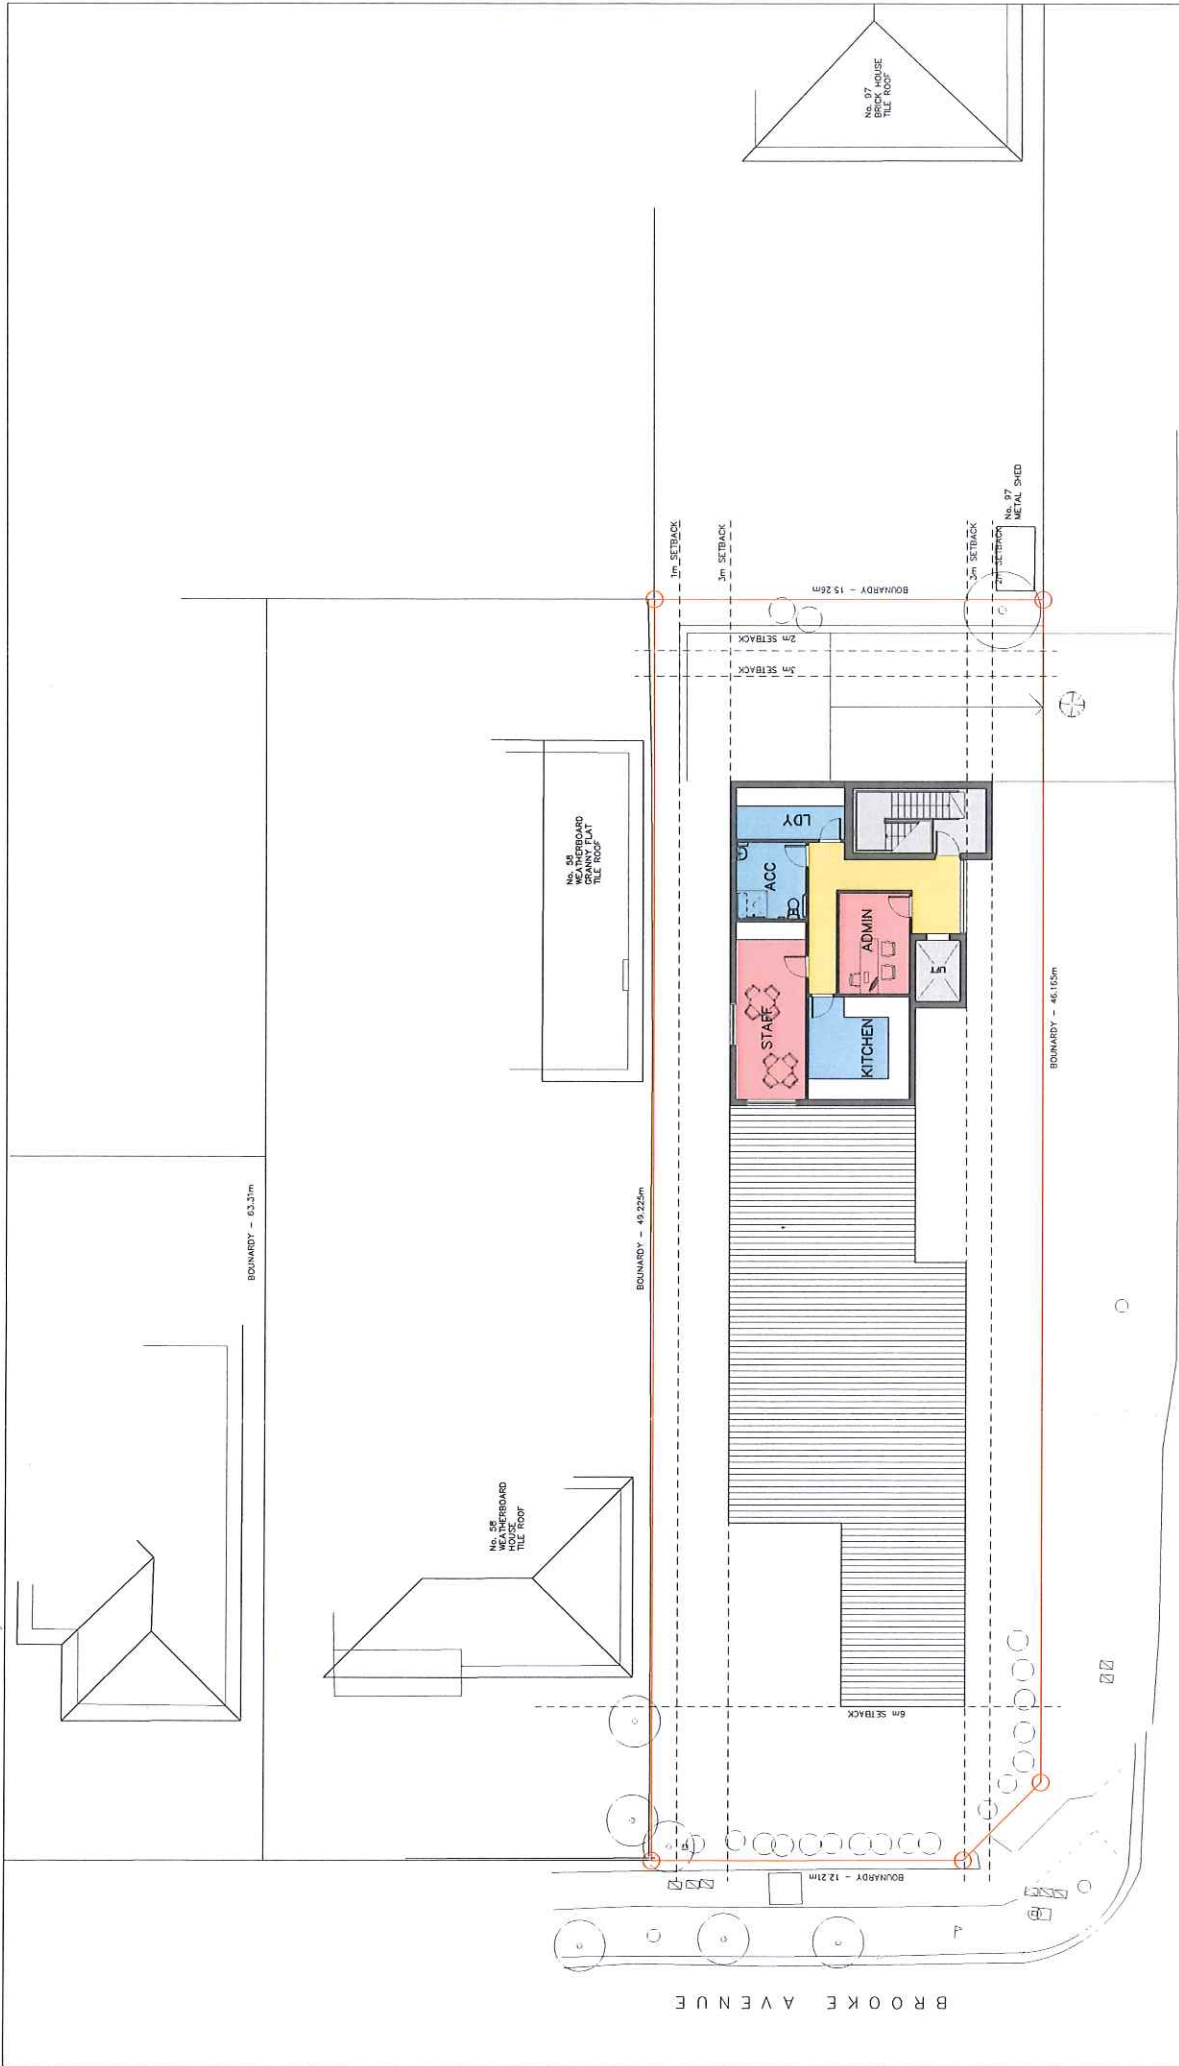 No. 97
BRICK HOUSE
TILE ROOF
No. 97
METAL SHED
1m SETBACK
3m SETBACK
3m SETBACK
2m SETBACK
BOUNARDY - 15.26m
2m SETBACK
3m SETBACK
No. 58
WEATHERBOARD
GRANNY FLAT
TILE ROOF
LDY
ACC
ADMIN
LIFT
STAFF
KITCHEN
BOUNARDY - 46.165m
BOUNARDY - 63.31m
BOUNARDY - 49.225m
No. 58
WEATHERBOARD
HOUSE
TILE ROOF
6m SETBACK
BOUNARDY - 12.21m
BROOKE AVENUE